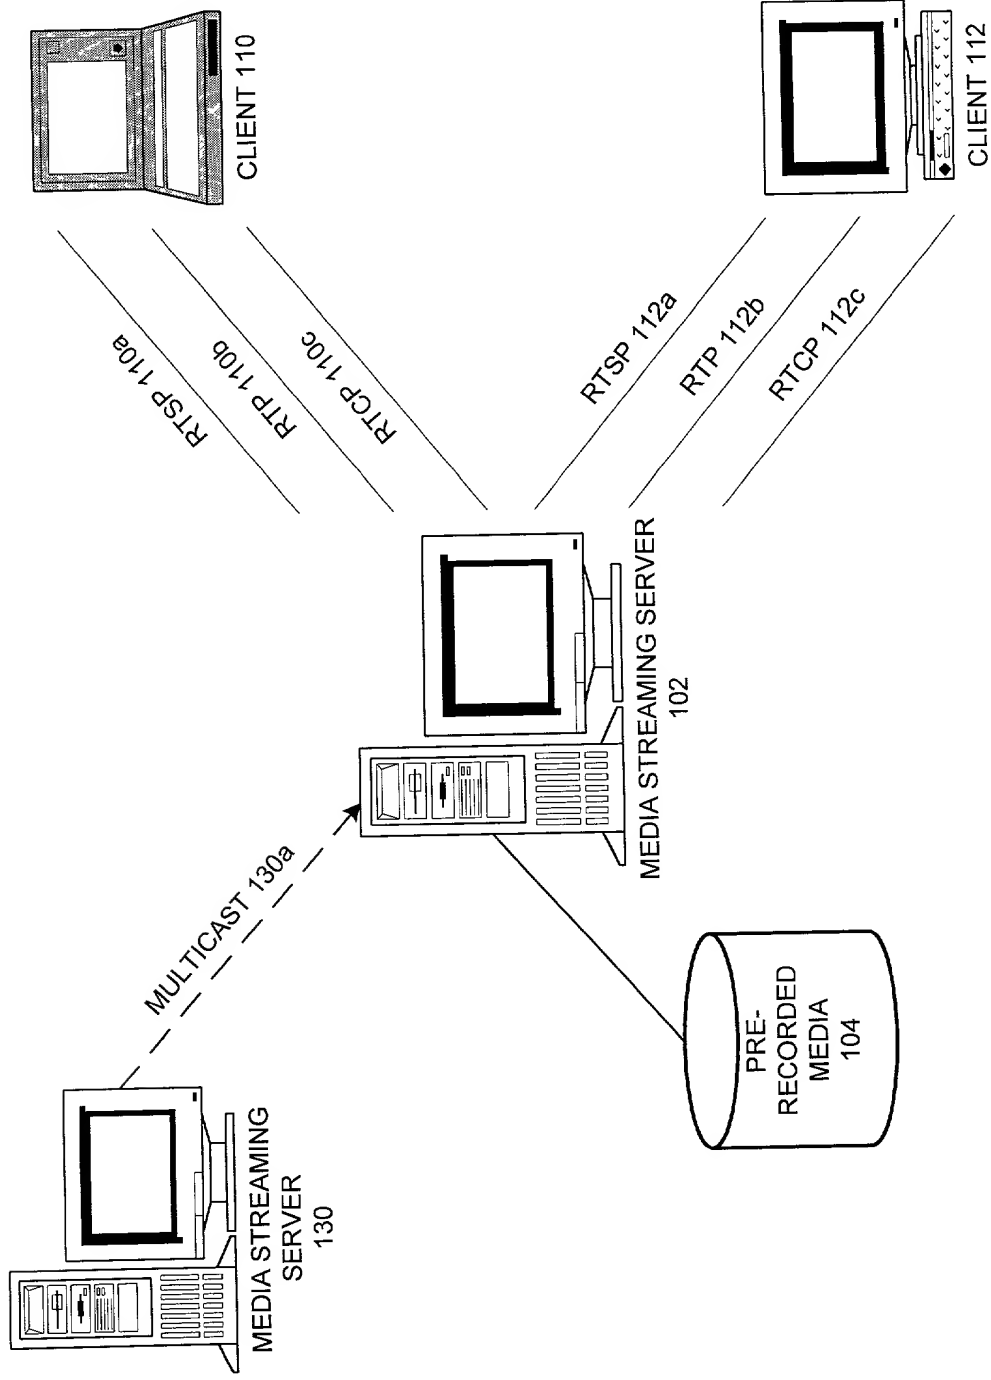 MEDIA STREAMING
SERVER
130
MULTICAST 130a
PRE-
RECORDED
MEDIA
104
MEDIA STREAMING SERVER
102
RTSP 110a
RTP 110b
RTCP 110c
CLIENT 110
RTSP 112a
RTP 112b
RTCP 112c
CLIENT 112